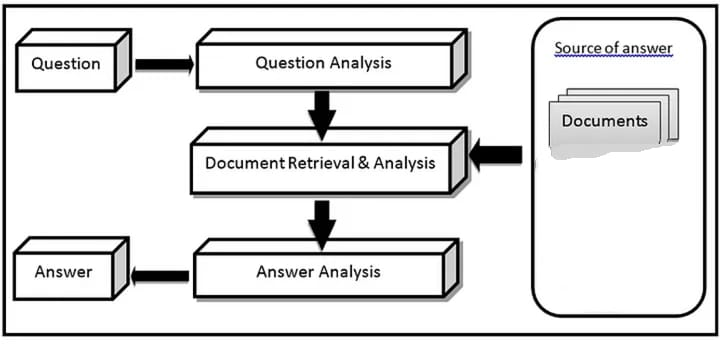 Question
Question Analysis
Source of answer
Documents
Document Retrieval & Analysis
Answer
Answer Analysis